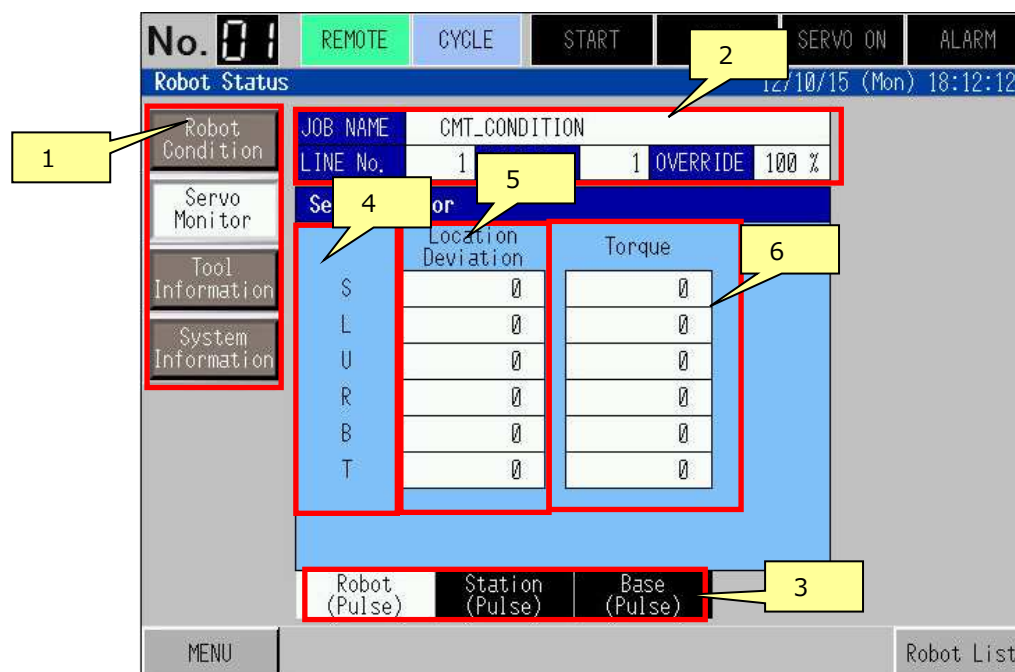 No. 01 REMOTE CYCLE START SERVO ON ALARM
2
Robot Status 12/10/15 (Mon) 18:12:12
1
Robot
Condition
Servo
Monitor
Tool
Information
System
Information
JOB NAME CMT_CONDITION
LINE No. 1 1 OVERRIDE 100 %
4
5
6
Location
Deviation
Torque
S 0 0
L 0 0
U 0 0
R 0 0
B 0 0
T 0 0
Robot
(Pulse)
Station
(Pulse)
Base
(Pulse)
3
MENU Robot List